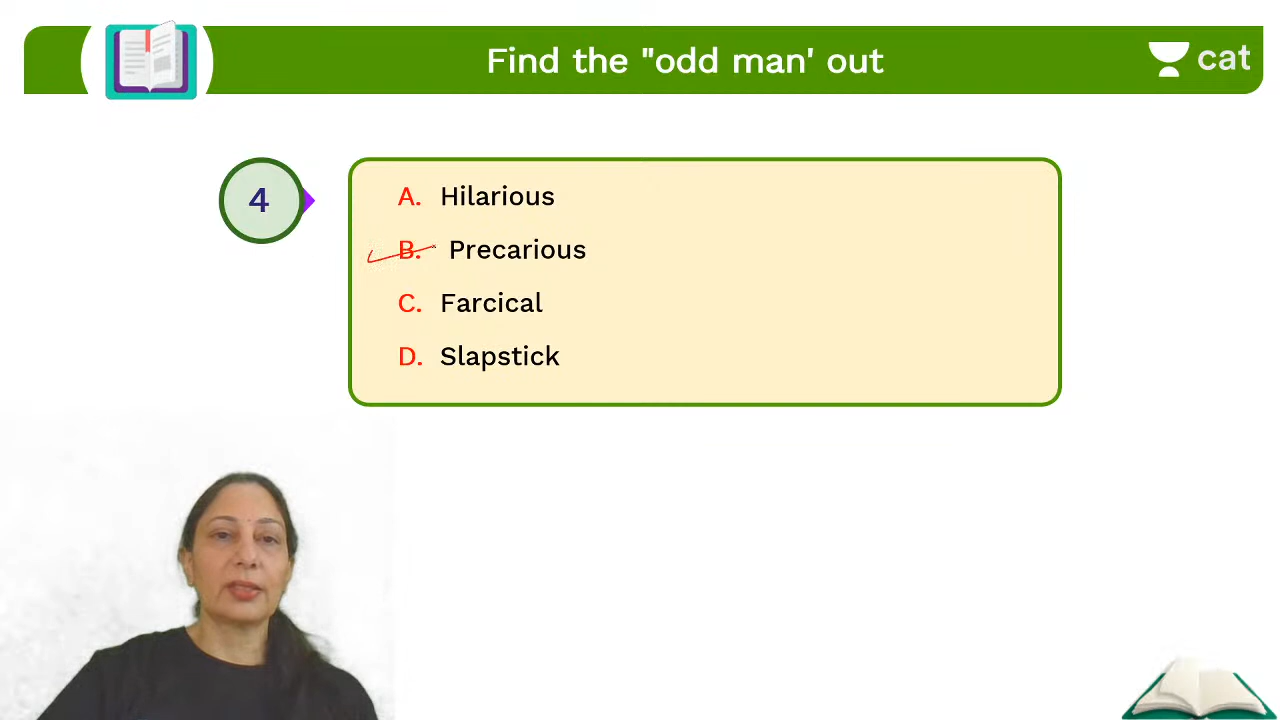 Find the "odd man' out
cat
4
A. Hilarious
B. Precarious
C. Farcical
D. Slapstick